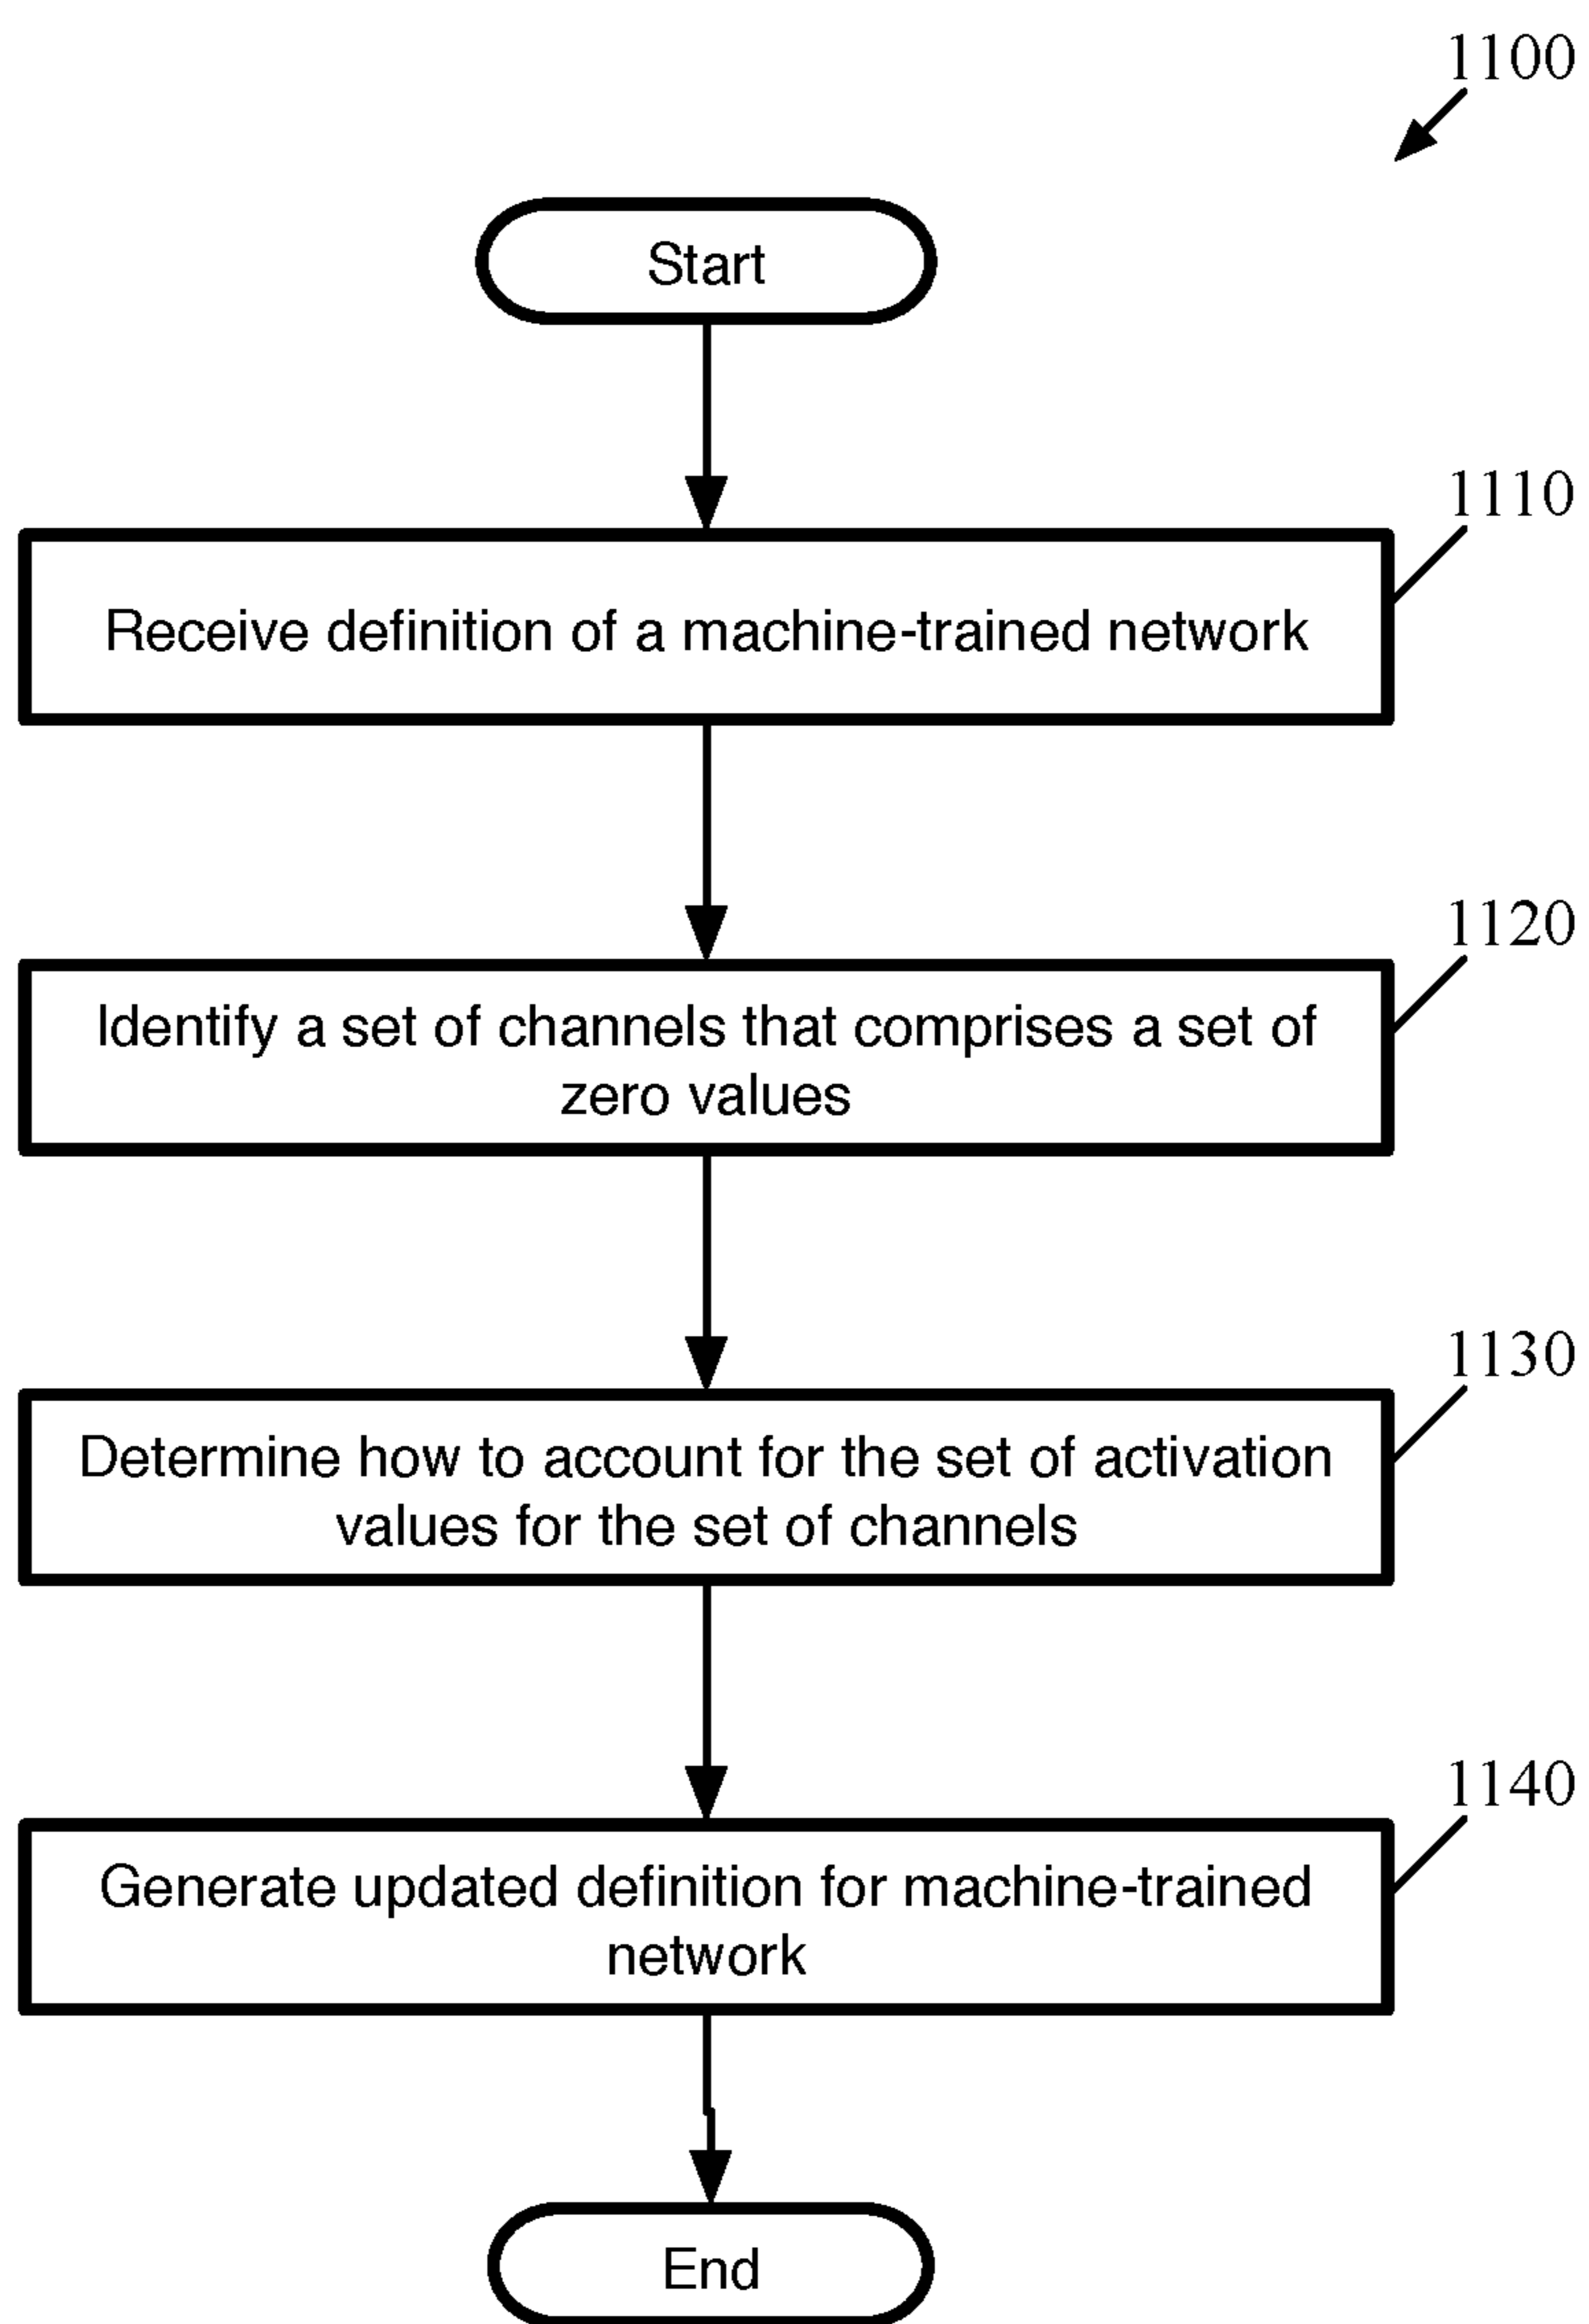 1100
Start
1110
Receive definition of a machine-trained network
1120
Identify a set of channels that comprises a set of
zero values
1130
Determine how to account for the set of activation
values for the set of channels
1140
Generate updated definition for machine-trained
network
End